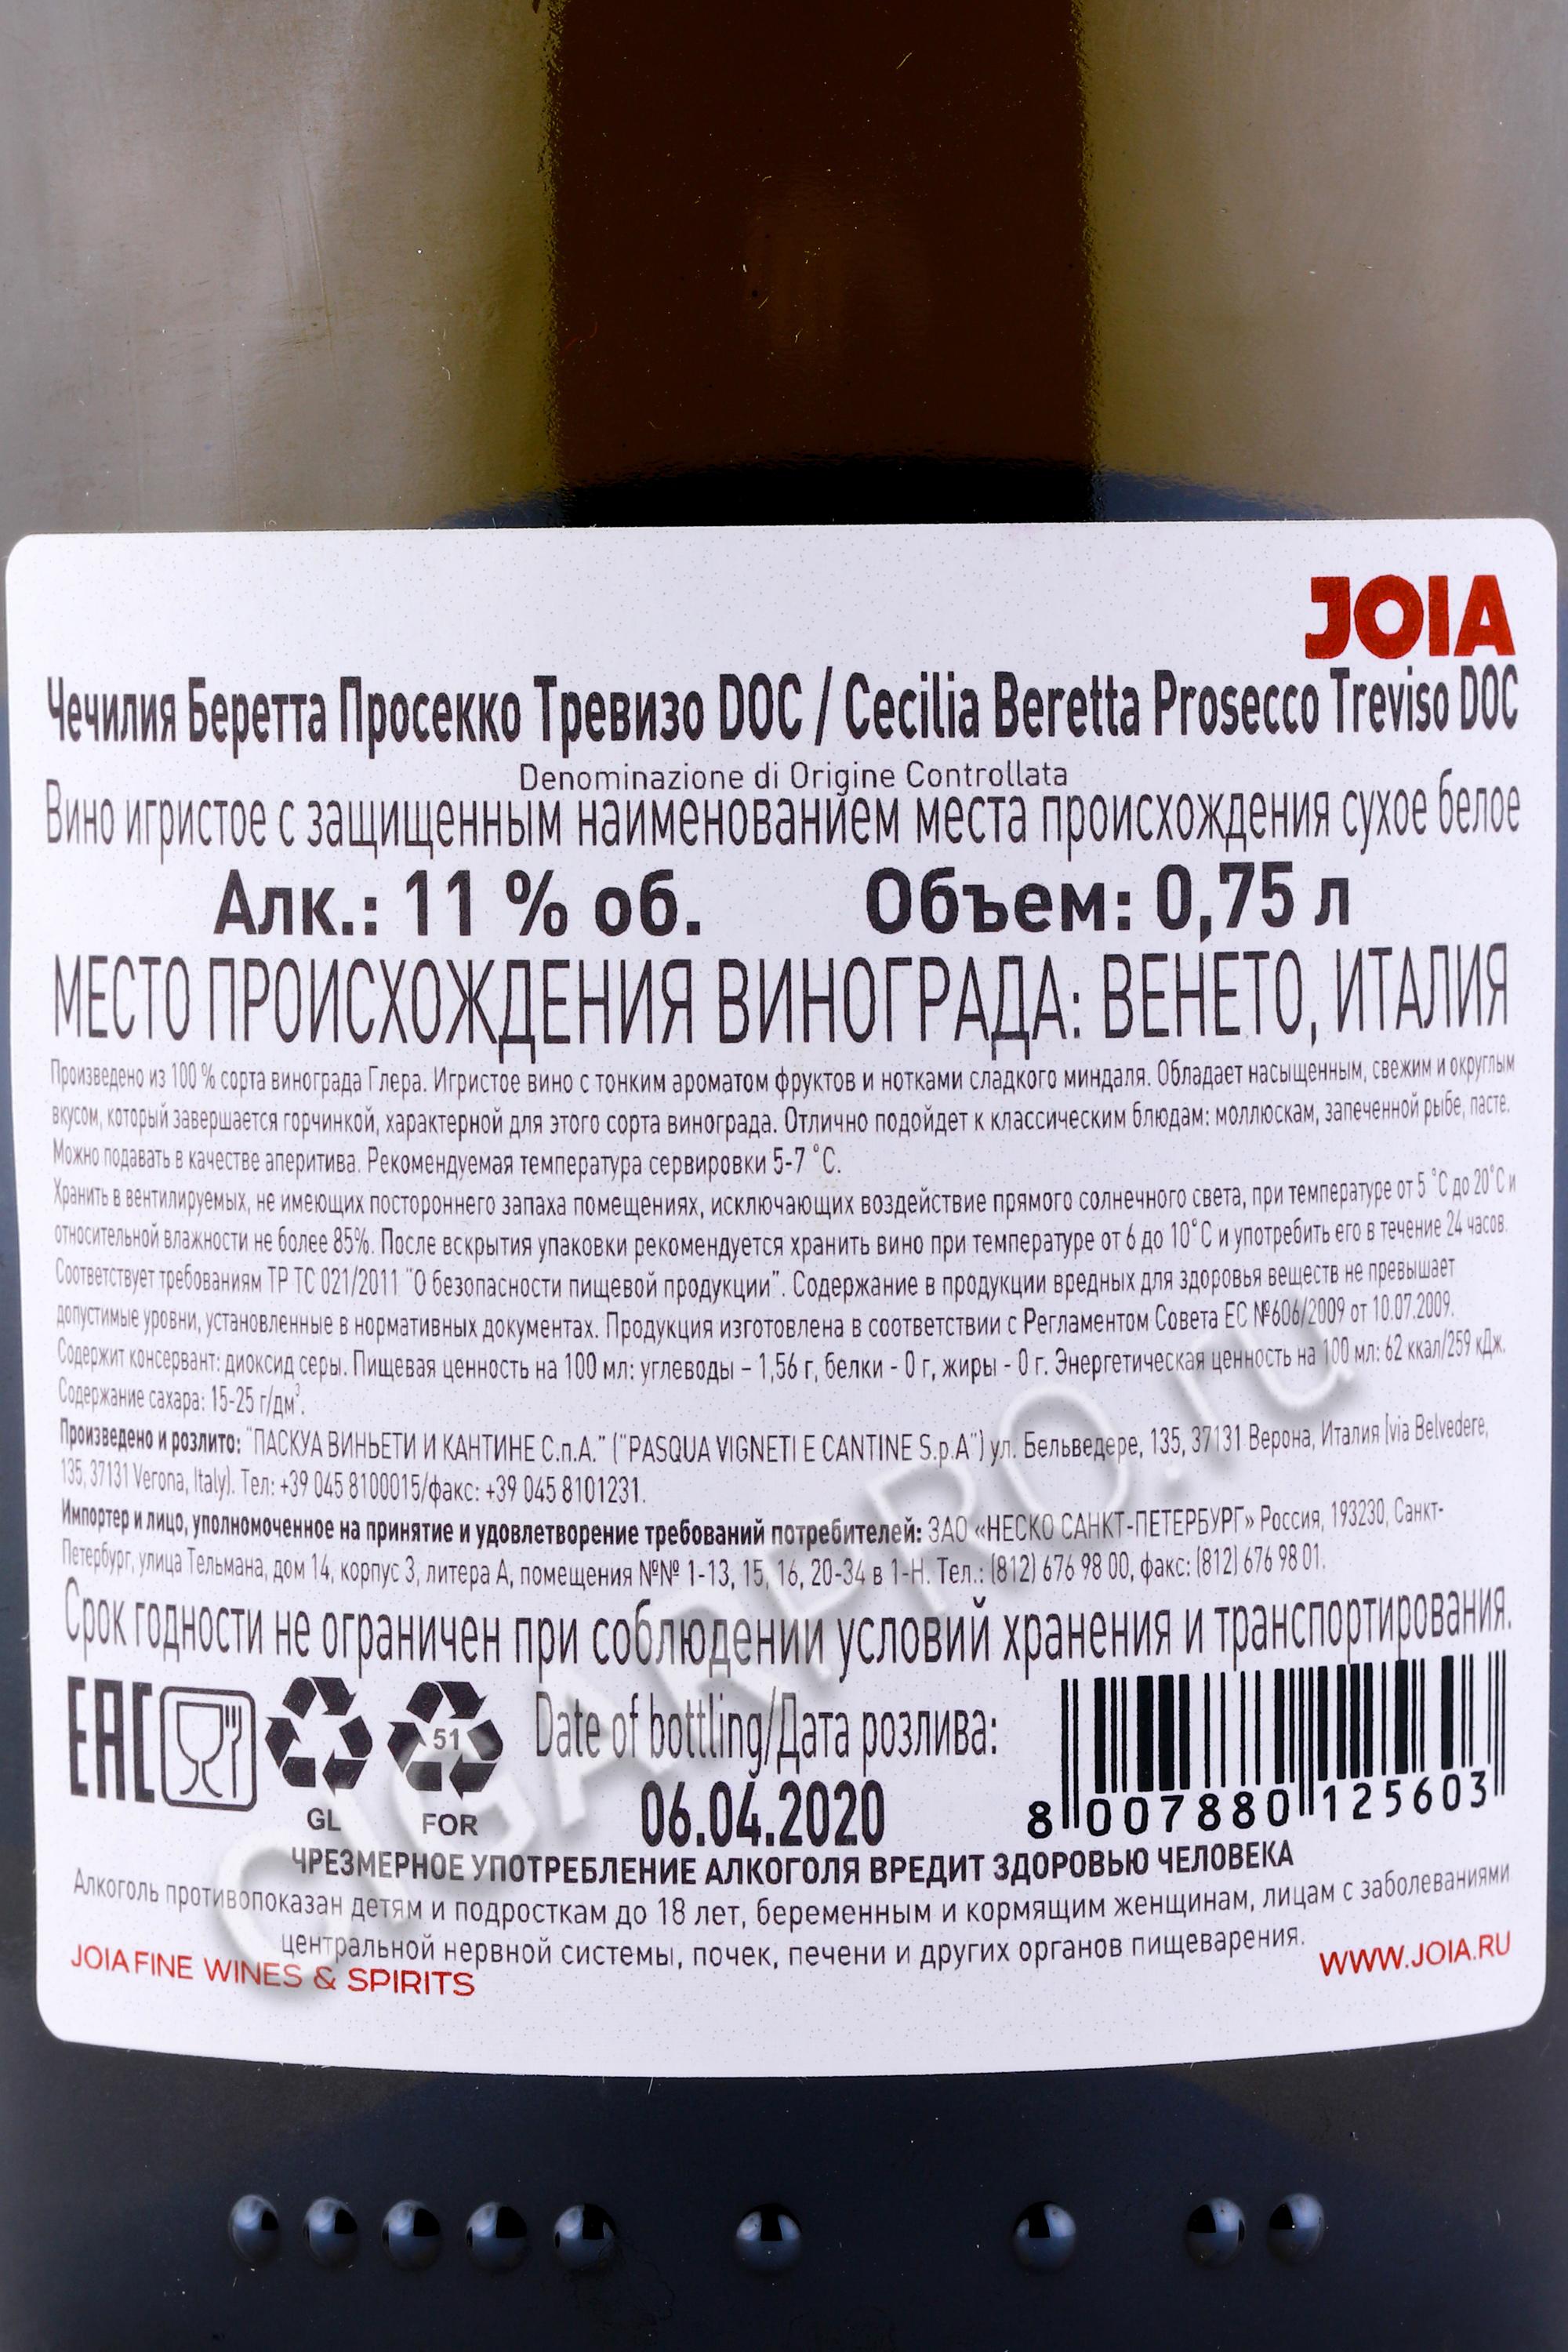 JOIA
Чечилия Беретта Просекко Тревизо DOC / Cecilia Beretta Prosecco Treviso DOC
Denominazione di Origine Controllata
Вино игристое с защищенным наименованием места происхождения сухое белое
Алк.: 11 % об. Объем: 0,75 л
МЕСТО ПРОИСХОЖДЕНИЯ ВИНОГРАДА: ВЕНЕТО, ИТАЛИЯ
Произведено из 100 % сорта винограда Глера. Игристое вино с тонким ароматом фруктов и нотками сладкого миндаля. Обладает насыщенным, свежим и округлым
вкусом, который завершается горчинкой, характерной для этого сорта винограда. Отлично подойдет к классическим блюдам: моллюскам, запеченной рыбе, пасте.
Можно подавать в качестве аперитива. Рекомендуемая температура сервировки 5-7 °C.
Хранить в вентилируемых, не имеющих постороннего запаха помещениях, исключающих воздействие прямого солнечного света, при температуре от 5 °C до 20°C и
относительной влажности не более 85%. После вскрытия упаковки рекомендуется хранить вино при температуре от 6 до 10°C и употребить его в течение 24 часов.
Соответствует требованиям ТР ТС 021/2011 "О безопасности пищевой продукции". Содержание в продукции вредных для здоровья веществ не превышает
допустимые уровни, установленные в нормативных документах. Продукция изготовлена в соответствии с Регламентом Совета ЕС №606/2009 от 10.07.2009.
Содержит консервант: диоксид серы. Пищевая ценность на 100 мл: углеводы – 1,56 г, белки - 0 г, жиры - 0 г. Энергетическая ценность на 100 мл: 62 ккал/259 кДж.
Содержание сахара: 15-25 г/дм³.
Произведено и розлито: "ПАСКУА ВИНЬЕТИ И КАНТИНЕ С.п.А." ("PASQUA VIGNETI E CANTINE S.p.A") ул. Бельведере, 135, 37131 Верона, Италия (via Belvedere,
135, 37131 Verona, Italy). Тел: +39 045 8100015/факс: +39 045 8101231.
Импортер и лицо, уполномоченное на принятие и удовлетворение требований потребителей: ЗАО «НЕСКО САНКТ-ПЕТЕРБУРГ» Россия, 193230, Санкт-
Петербург, улица Тельмана, дом 14, корпус 3, литера А, помещения №№ 1-13, 15, 16, 20-34 в 1-Н. Тел.: (812) 676 98 00, факс: (812) 676 98 01.
Срок годности не ограничен при соблюдении условий хранения и транспортирования.
EAC
51
GL FOR
Date of bottling/Дата розлива:
06.04.2020
8 007880 125603
ЧРЕЗМЕРНОЕ УПОТРЕБЛЕНИЕ АЛКОГОЛЯ ВРЕДИТ ЗДОРОВЬЮ ЧЕЛОВЕКА
Алкоголь противопоказан детям и подросткам до 18 лет, беременным и кормящим женщинам, лицам с заболеваниями
центральной нервной системы, почек, печени и других органов пищеварения.
JOIA FINE WINES & SPIRITS
WWW.JOIA.RU
CIGARPRO.ru